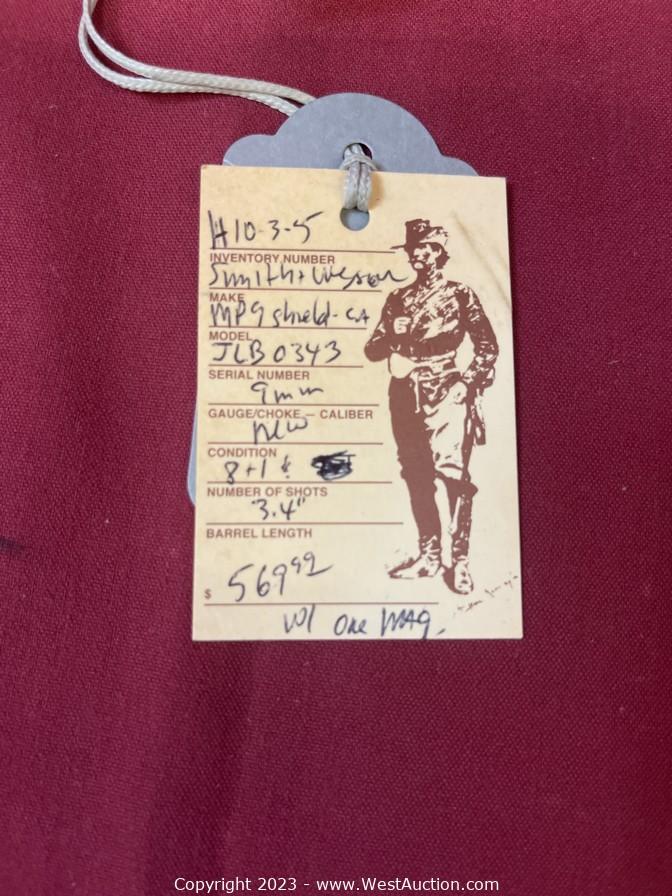 H10-3-5
INVENTORY NUMBER
Smith + Wesson
MAKE
MP9 shield - CA
MODEL
JLB0343
SERIAL NUMBER
9mm
GAUGE/CHOKE – CALIBER
New
CONDITION
8+1
NUMBER OF SHOTS
3.4"
BARREL LENGTH
$ 569.99
w/ one MAg.
Copyright 2023 - www.WestAuction.com